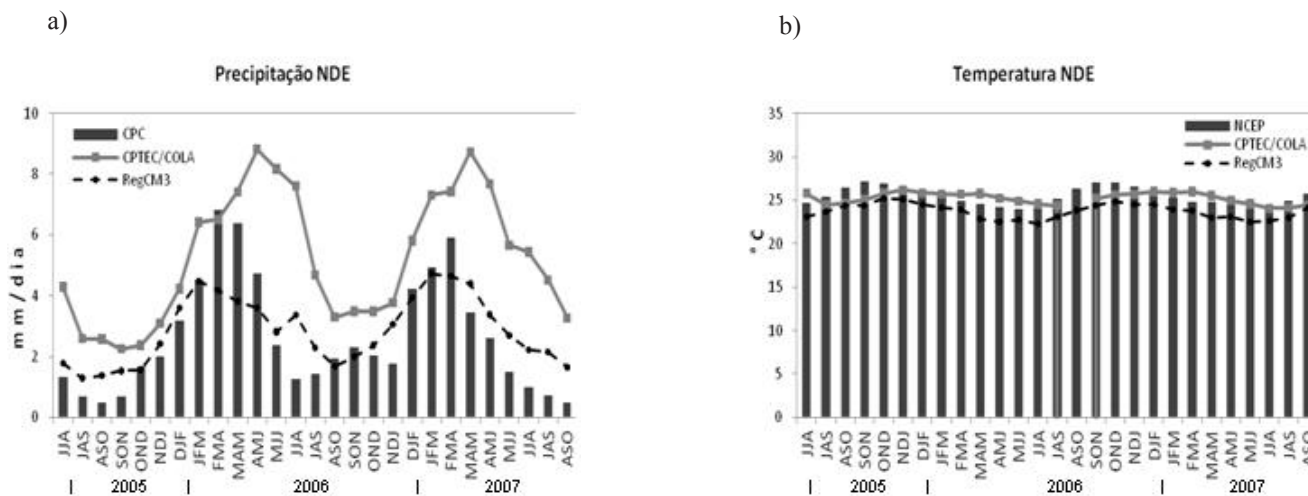 a)
Precipitação NDE
10
8
6
4
2
0
mm/dia
CPC
CPTEC/COLA
RegCM3
JJA JAS ASO SON OND NDJ DJF JFM FMA MAM AMJ MJJ JJA JAS ASO SON OND NDJ DJF JFM FMA MAM AMJ MJJ JJA JAS ASO
| 2005 | 2006 | 2007
b)
Temperatura NDE
35
30
25
20
15
10
5
0
°C
NCEP
CPTEC/COLA
RegCM3
JJA JAS ASO SON OND NDJ DJF JFM FMA MAM AMJ MJJ JJA JAS ASO SON OND NDJ DJF JFM FMA MAM AMJ MJJ JJA JAS ASO
| 2005 | 2006 | 2007